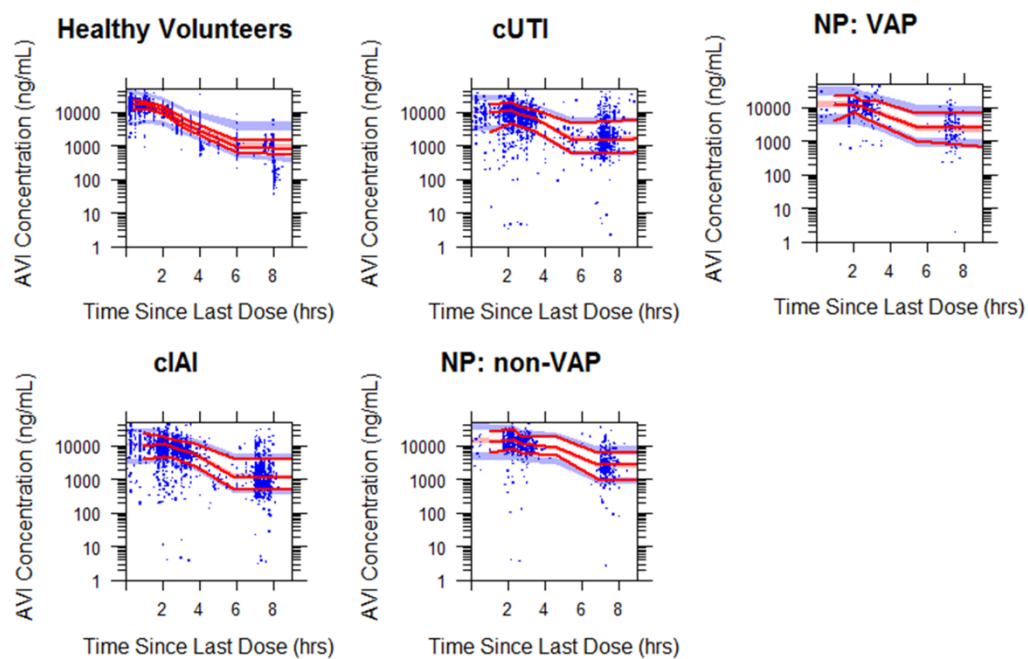 Healthy Volunteers
AVI Concentration (ng/mL)
10000
1000
100
10
1
2 4 6 8
Time Since Last Dose (hrs)
cUTI
AVI Concentration (ng/mL)
10000
1000
100
10
1
2 4 6 8
Time Since Last Dose (hrs)
NP: VAP
AVI Concentration (ng/mL)
10000
1000
100
10
1
2 4 6 8
Time Since Last Dose (hrs)
cIAI
AVI Concentration (ng/mL)
10000
1000
100
10
1
2 4 6 8
Time Since Last Dose (hrs)
NP: non-VAP
AVI Concentration (ng/mL)
10000
1000
100
10
1
2 4 6 8
Time Since Last Dose (hrs)